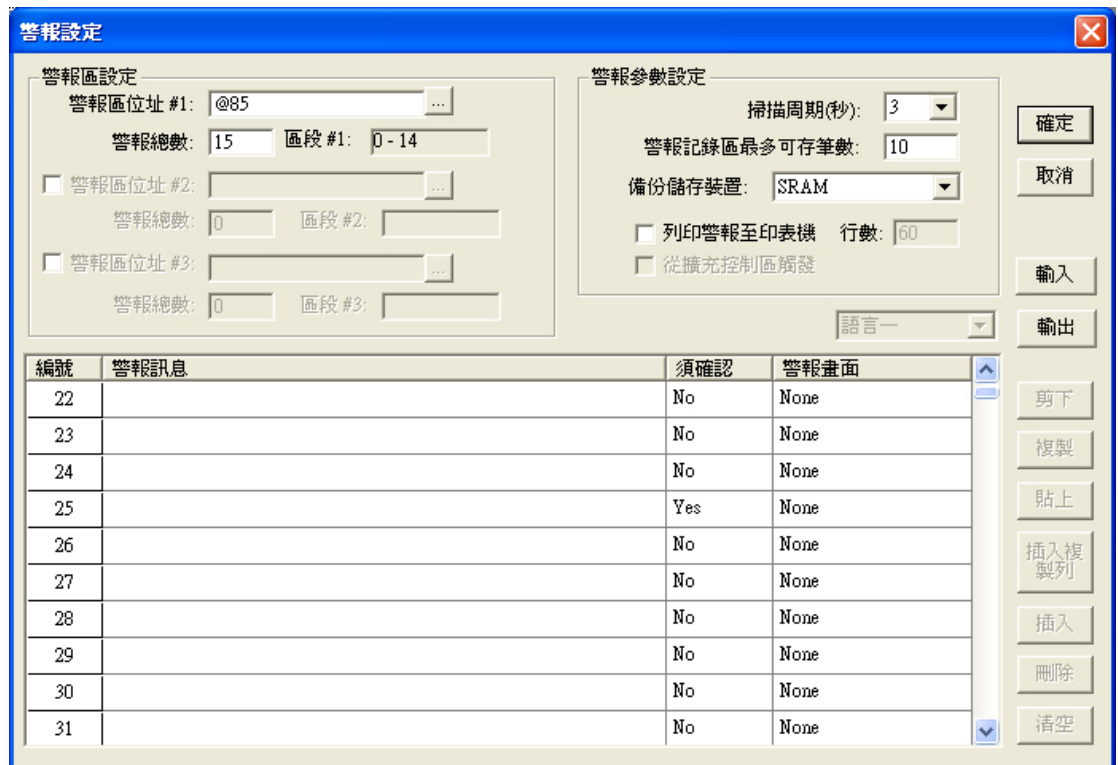 警報設定
警報區設定
警報區位址 #1: @85 ...
警報總數: 15 區段 #1: 0 - 14
警報區位址 #2: ...
警報總數: 0 區段 #2:
警報區位址 #3: ...
警報總數: 0 區段 #3:
警報參數設定
掃描周期(秒): 3
警報記錄區最多可存筆數: 10
備份儲存裝置: SRAM
列印警報至印表機 行數: 60
從擴充控制區觸發
語言一
確定
取消
輸入
輸出
編號 警報訊息 須確認 警報畫面
22 No None
23 No None
24 No None
25 Yes None
26 No None
27 No None
28 No None
29 No None
30 No None
31 No None
剪下
複製
貼上
插入複
製列
插入
刪除
清空